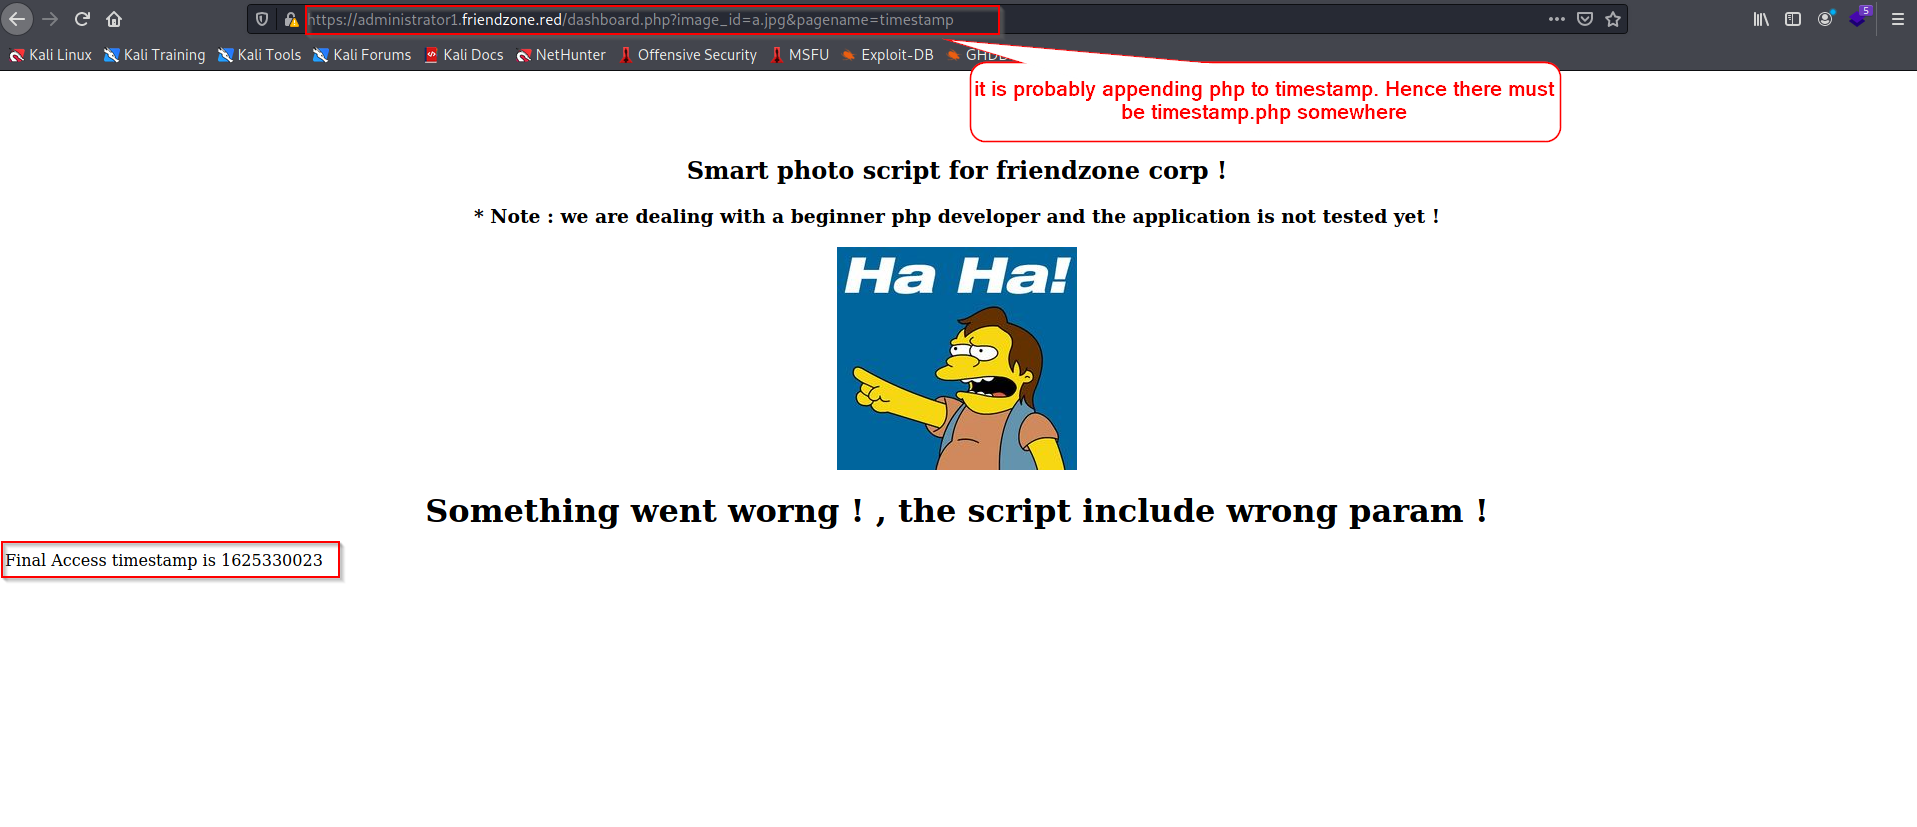 https://administrator1.friendzone.red/dashboard.php?image_id=a.jpg&pagename=timestamp
5
Kali Linux Kali Training Kali Tools Kali Forums Kali Docs NetHunter Offensive Security MSFU Exploit-DB GHD
it is probably appending php to timestamp. Hence there must
be timestamp.php somewhere
Smart photo script for friendzone corp !
* Note : we are dealing with a beginner php developer and the application is not tested yet !
Ha Ha!
Something went worng ! , the script include wrong param !
Final Access timestamp is 1625330023